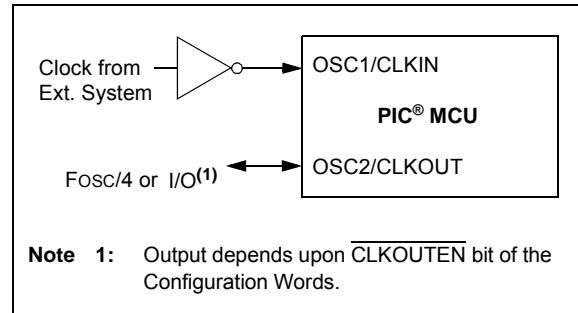 Clock from
Ext. System
OSC1/CLKIN
PIC® MCU
FOSC/4 or I/O(1)
OSC2/CLKOUT
Note 1: Output depends upon CLKOUTEN bit of the
Configuration Words.